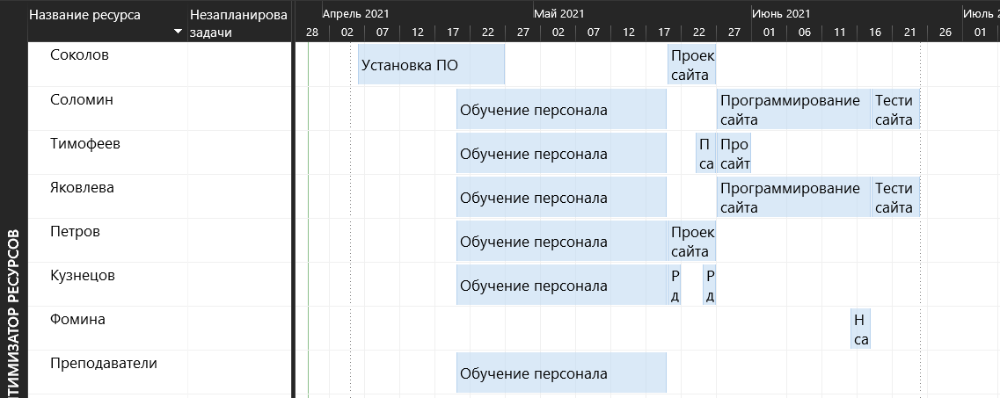 Название ресурса
Незапланирова
задачи
Апрель 2021
Май 2021
Июнь 2021
Июль 2
28 02 07 12 17 22 27 02 07 12 17 22 27 01 06 11 16 21 26 01
ТИМИЗАТОР РЕСУРСОВ
Соколов
Установка ПО
Проек
сайта
Соломин
Обучение персонала
Программирование
сайта
Тести
сайта
Тимофеев
Обучение персонала
П
са
Про
сайт
Яковлева
Обучение персонала
Программирование
сайта
Тести
сайта
Петров
Обучение персонала
Проек
сайта
Кузнецов
Обучение персонала
Р
д
Р
д
Фомина
Н
са
Преподаватели
Обучение персонала